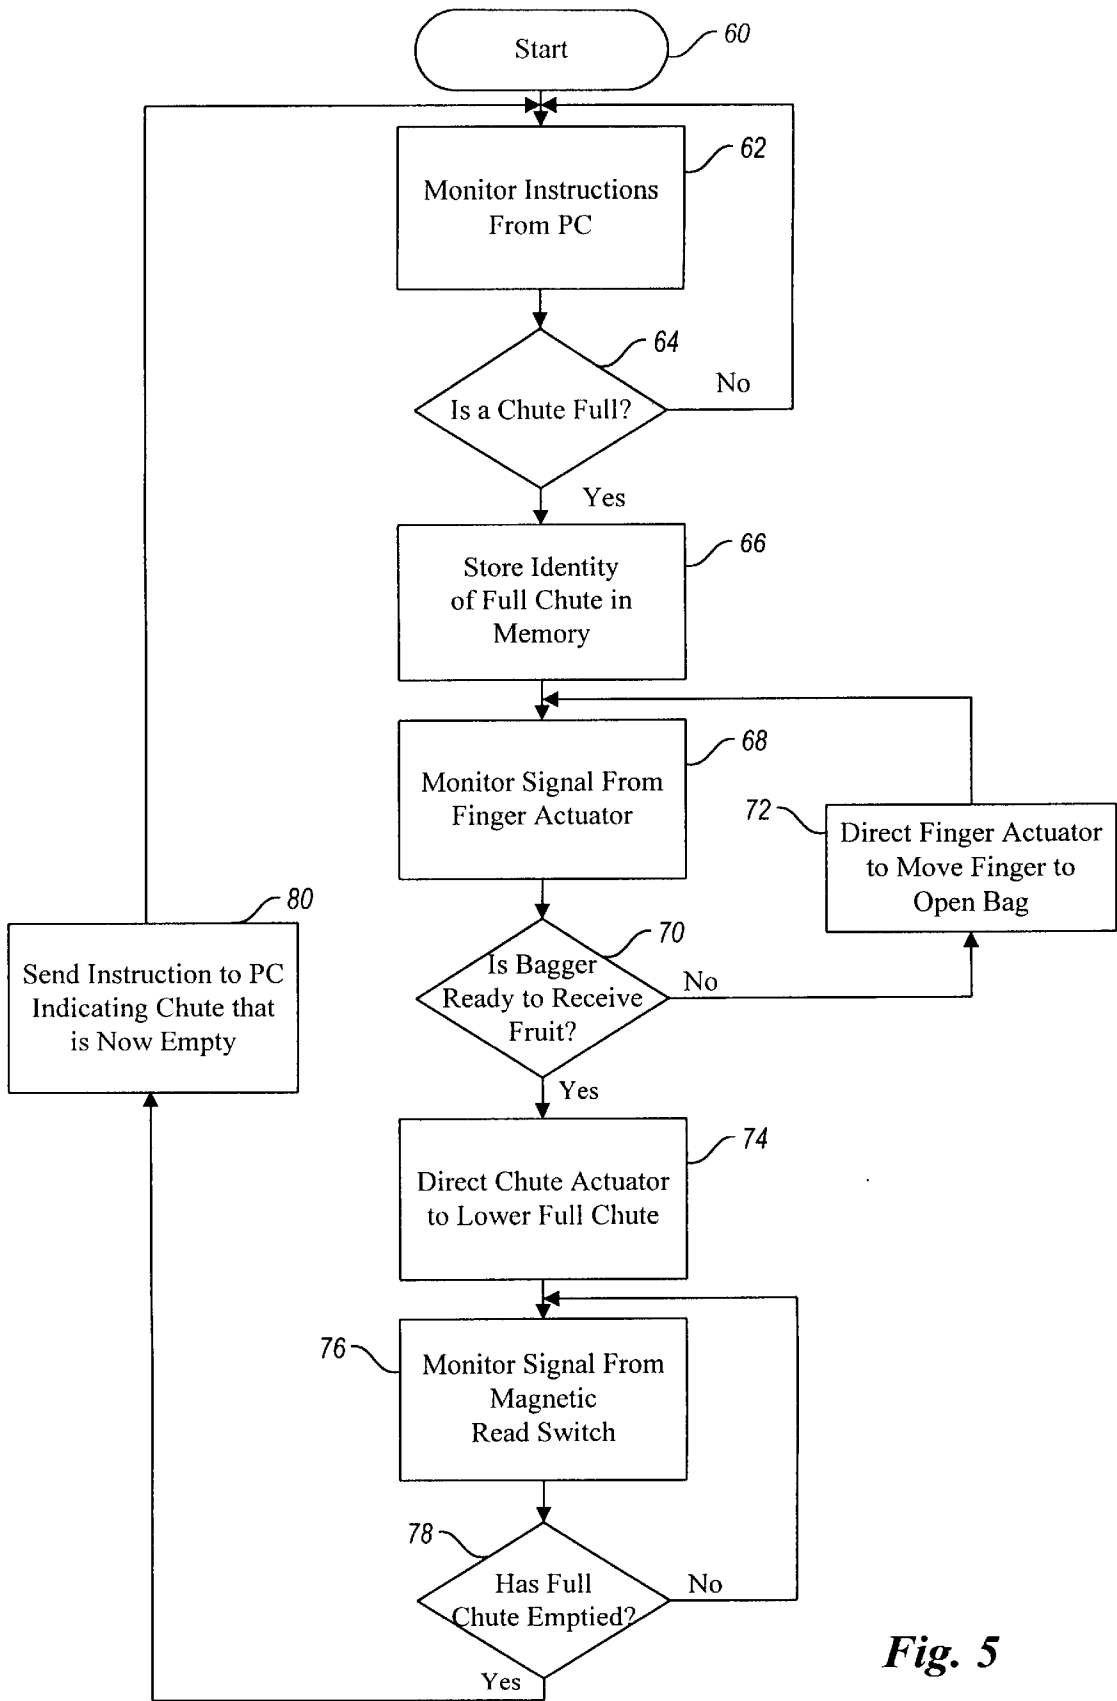 Start
60
Monitor Instructions
From PC
62
Is a Chute Full?
64
No
Yes
Store Identity
of Full Chute in
Memory
66
Monitor Signal From
Finger Actuator
68
72
Direct Finger Actuator
to Move Finger to
Open Bag
Is Bagger
Ready to Receive
Fruit?
70
No
Yes
80
Send Instruction to PC
Indicating Chute that
is Now Empty
Direct Chute Actuator
to Lower Full Chute
74
76
Monitor Signal From
Magnetic
Read Switch
78
Has Full
Chute Emptied?
No
Yes
Fig. 5